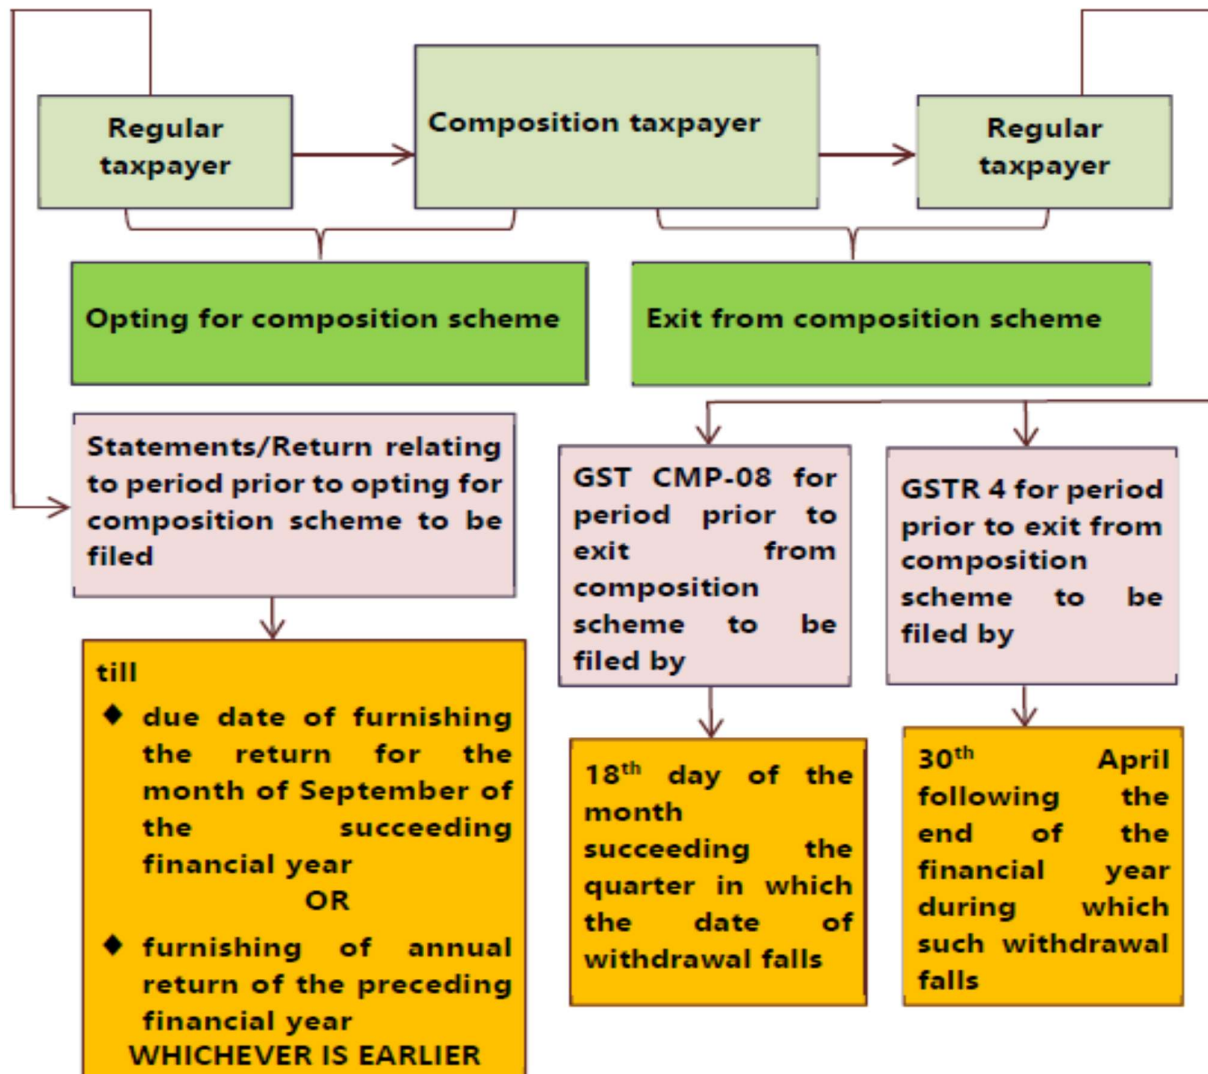 Regular
taxpayer
Composition taxpayer
Regular
taxpayer
Opting for composition scheme
Exit from composition scheme
Statements/Return relating
to period prior to opting for
composition scheme to be
filed
GST CMP-08 for
period prior to
exit from
composition
scheme to be
filed by
GSTR 4 for period
prior to exit from
composition
scheme to be
filed by
till
♦ due date of furnishing
the return for the
month of September of
the succeeding
financial year
OR
♦ furnishing of annual
return of the preceding
financial year
WHICHEVER IS EARLIER
18th day of the
month
succeeding the
quarter in which
the date of
withdrawal falls
30th April
following the
end of the
financial year
during which
such withdrawal
falls